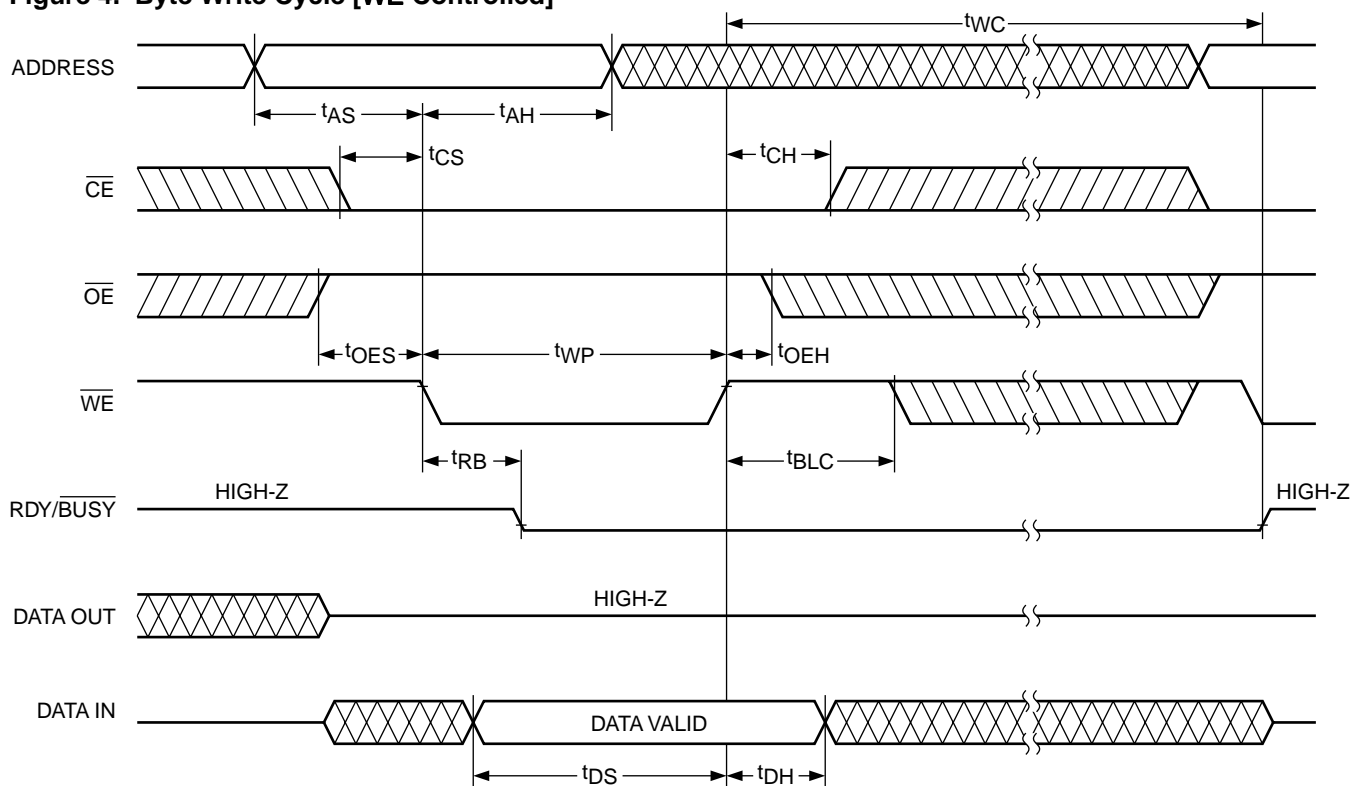 Figure 4. Byte Write Cycle [WE Controlled]
tWC
ADDRESS
tAS
tAH
tCS
tCH
CE
OE
tOES
tWP
tOEH
WE
tRB
tBLC
HIGH-Z
HIGH-Z
RDY/BUSY
DATA OUT
HIGH-Z
DATA IN
DATA VALID
tDS
tDH